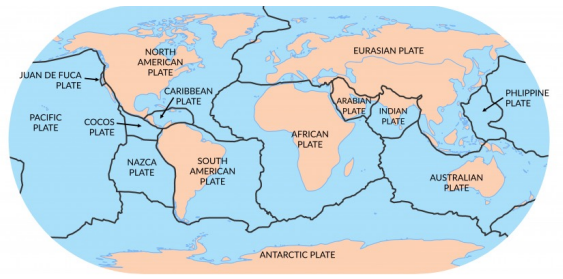 NORTH
AMERICAN
PLATE
EURASIAN PLATE
JUAN DE FUCA
PLATE
CARIBBEAN
PLATE
ARABIAN
PLATE
INDIAN
PLATE
PHLIPPINE
PLATE
PACIFIC
PLATE
COCOS
PLATE
AFRICAN
PLATE
NAZCA
PLATE
SOUTH
AMERICAN
PLATE
AUSTRALIAN
PLATE
ANTARCTIC PLATE